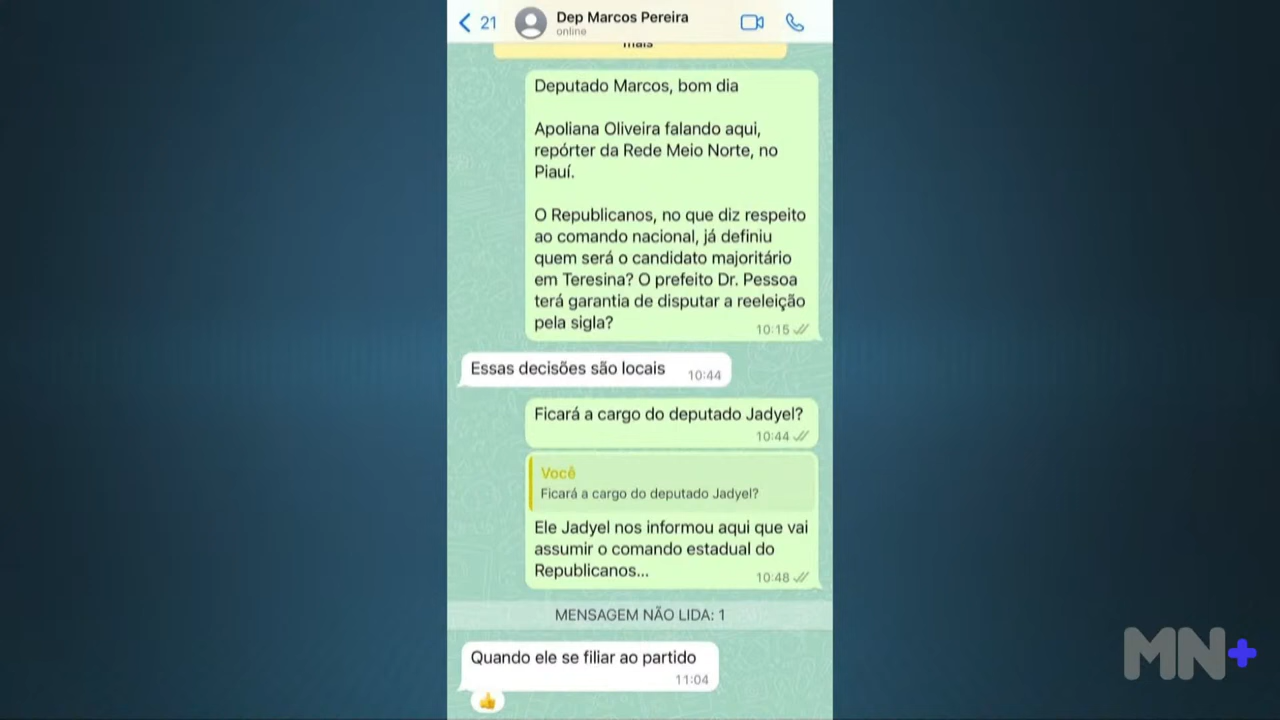 21
Dep Marcos Pereira
online
mais
Deputado Marcos, bom dia
Apoliana Oliveira falando aqui,
repórter da Rede Meio Norte, no
Piauí.
O Republicanos, no que diz respeito
ao comando nacional, já definiu
quem será o candidato majoritário
em Teresina? O prefeito Dr. Pessoa
terá garantia de disputar a reeleição
pela sigla?
10:15
Essas decisões são locais
10:44
Ficará a cargo do deputado Jadyel?
10:44
Você
Ficará a cargo do deputado Jadyel?
Ele Jadyel nos informou aqui que vai
assumir o comando estadual do
Republicanos...
10:48
MENSAGEM NÃO LIDA: 1
Quando ele se filiar ao partido
11:04
MN+